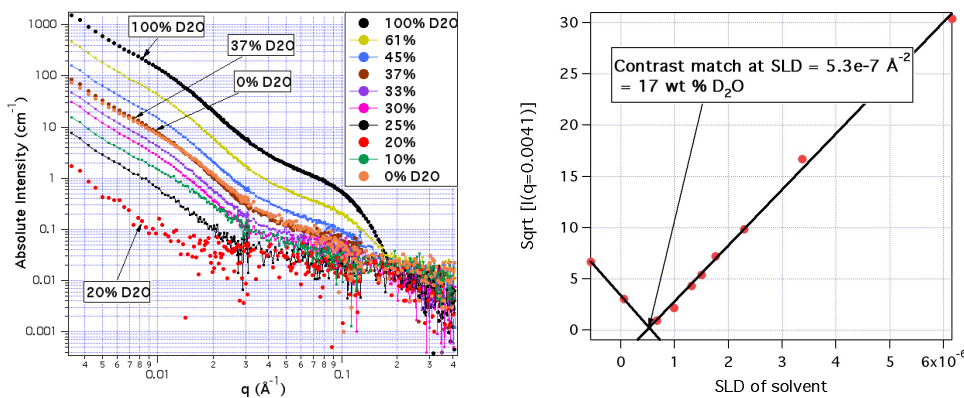 1000
100
10
1
0.1
0.01
0.001
Absolute Intensity (cm⁻¹)
100% D2O
37% D2O
0% D2O
20% D2O
100% D2O
61%
45%
37%
33%
30%
25%
20%
10%
0% D2O
4 5 6 7 8 9 0.01 2 3 4 5 6 7 8 9 0.1 2 3 4
q (Å⁻¹)
30
25
20
15
10
5
0
Sqrt [I(q=0.0041)]
Contrast match at SLD = 5.3e-7 Å⁻²
= 17 wt % D₂O
0 1 2 3 4 5 6x10⁻⁶
SLD of solvent